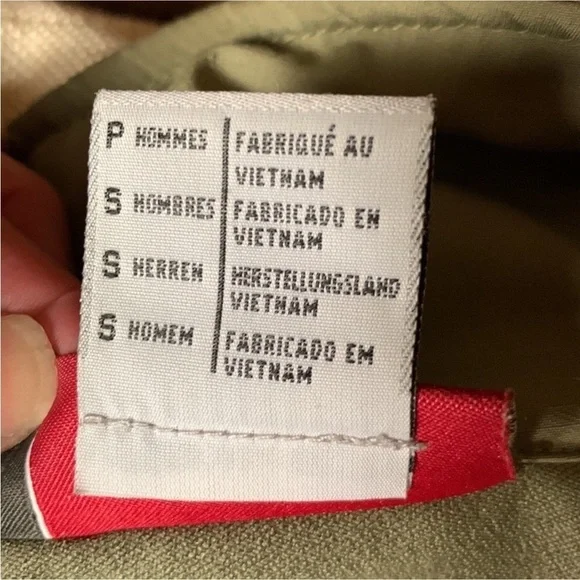 P HOMMES FABRIQUÉ AU
VIETNAM
S HOMBRES FABRICADO EN
VIETNAM
S HERREN HERSTELLUNGSLAND
VIETNAM
S HOMEM FABRICADO EM
VIETNAM